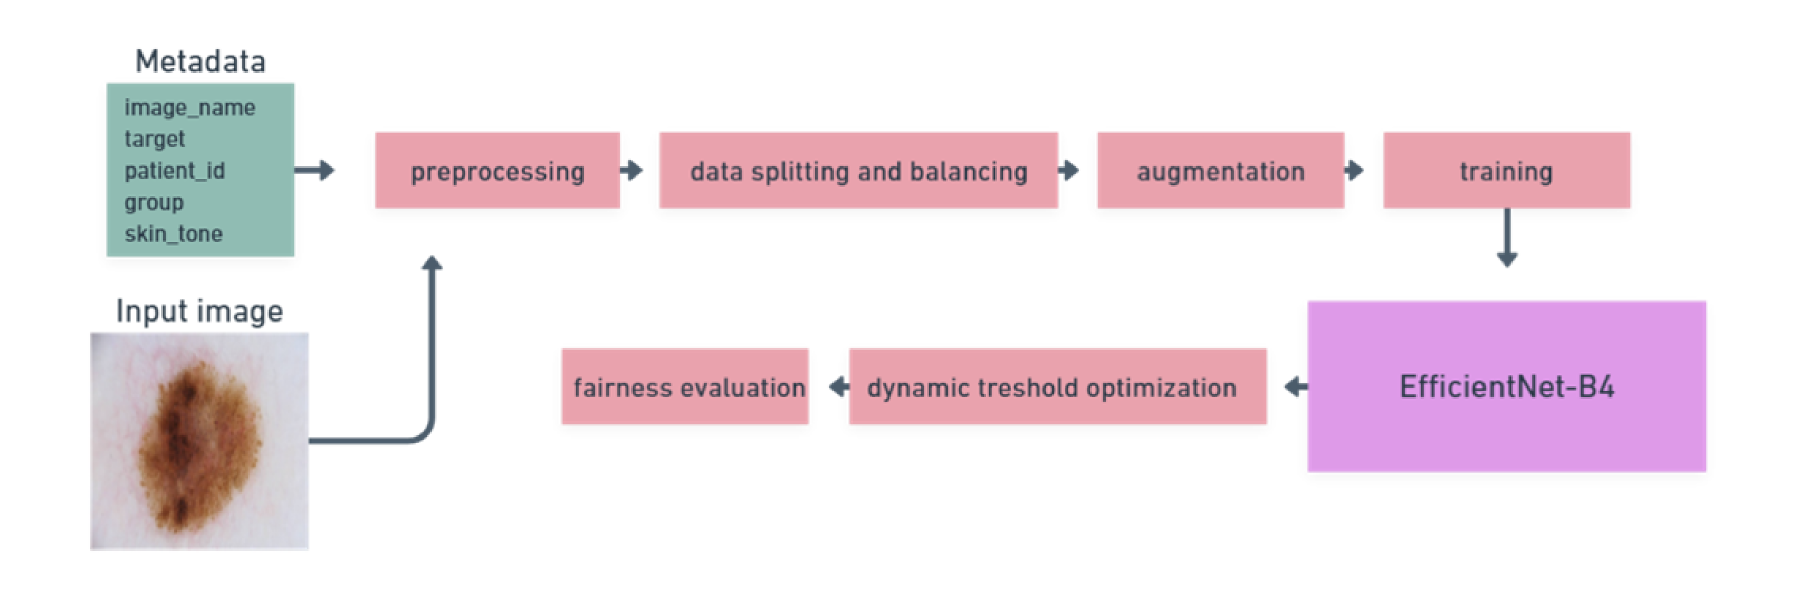 Metadata
image_name
target
patient_id
group
skin_tone
preprocessing
data splitting and balancing
augmentation
training
Input image
fairness evaluation
dynamic treshold optimization
EfficientNet-B4